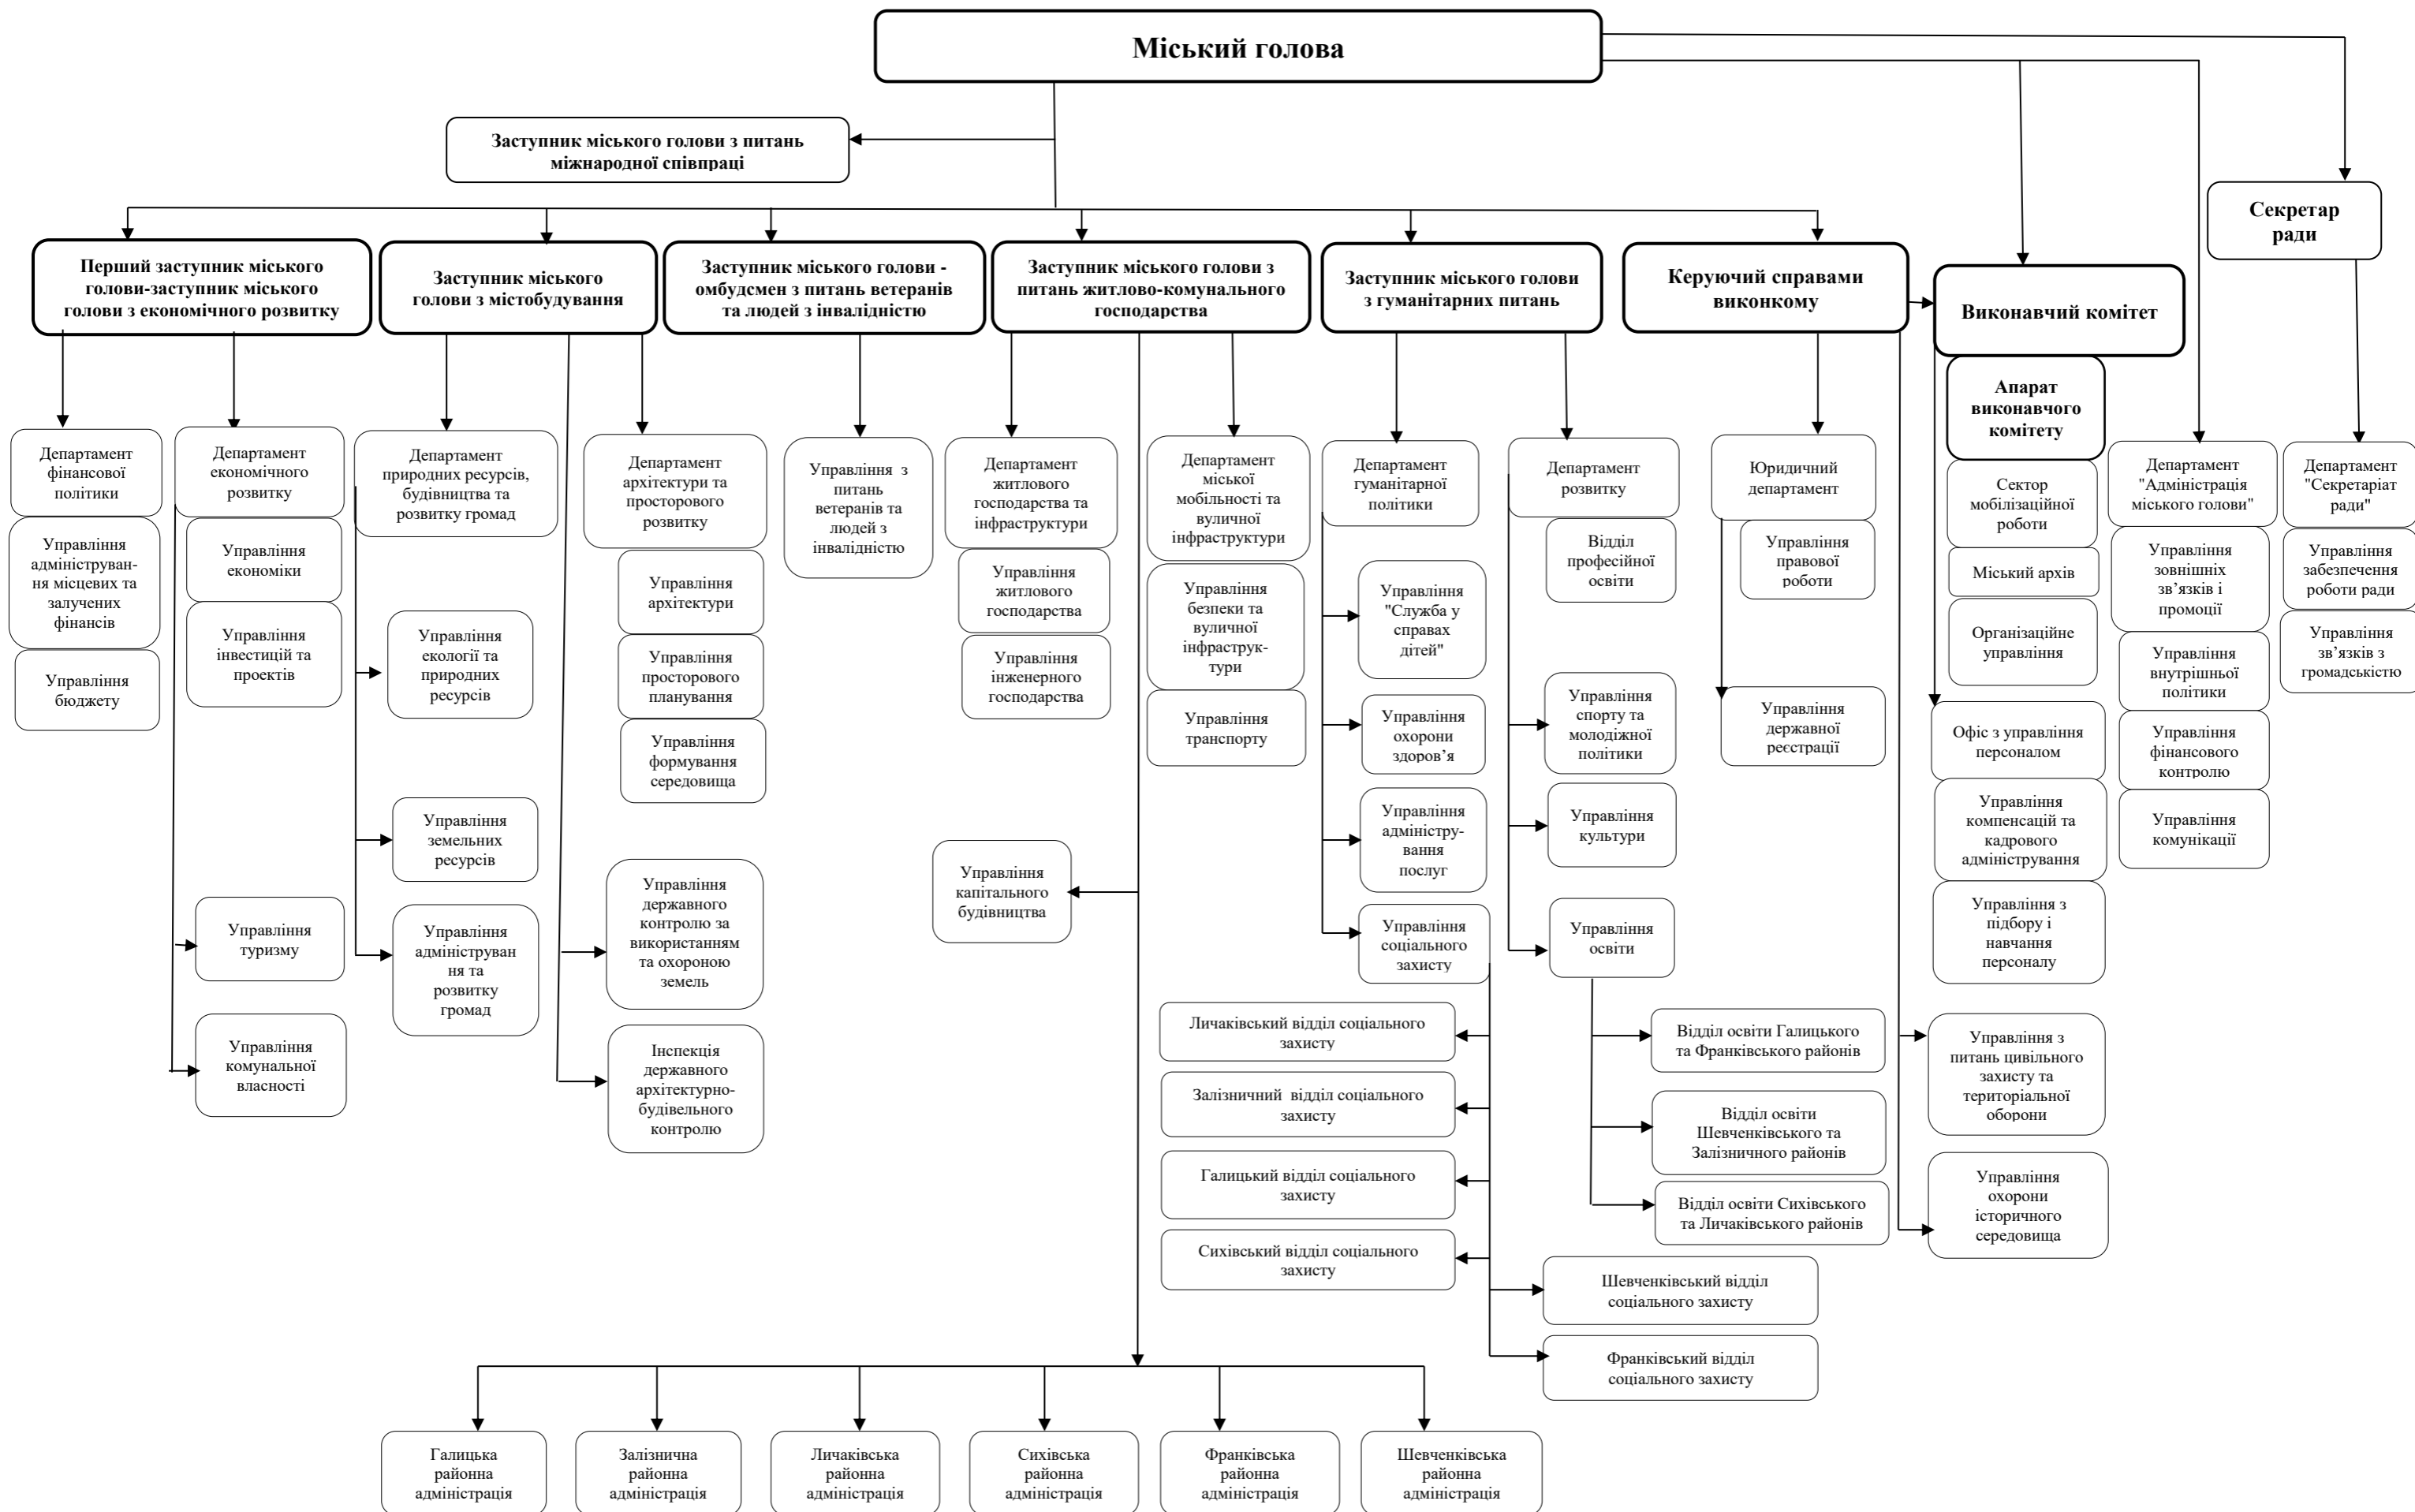 Міський голова
Заступник міського голови з питань
міжнародної співпраці
Секретар
ради
Перший заступник міського
голови-заступник міського
голови з економічного розвитку
Заступник міського
голови з містобудування
Заступник міського голови -
омбудсмен з питань ветеранів
та людей з інвалідністю
Заступник міського голови з
питань житлово-комунального
господарства
Заступник міського голови
з гуманітарних питань
Керуючий справами
виконкому
Виконавчий комітет
Апарат
виконавчого
комітету
Департамент
фінансової
політики
Управління
адмініструван-
ня місцевих та
залучених
фінансів
Управління
бюджету
Департамент
економічного
розвитку
Управління
економіки
Управління
інвестицій та
проектів
Управління
туризму
Управління
комунальної
власності
Департамент
природних ресурсів,
будівництва та
розвитку громад
Управління
екології та
природних
ресурсів
Управління
земельних
ресурсів
Управління
адмініструван
ня та
розвитку
громад
Департамент
архітектури та
просторового
розвитку
Управління
архітектури
Управління
просторового
планування
Управління
формування
середовища
Управління
державного
контролю за
використанням
та охороною
земель
Інспекція
державного
архітектурно-
будівельного
контролю
Управління з
питань
ветеранів та
людей з
інвалідністю
Департамент
житлового
господарства та
інфраструктури
Управління
житлового
господарства
Управління
інженерного
господарства
Управління
капітального
будівництва
Департамент
міської
мобільності та
вуличної
інфраструктури
Управління
безпеки та
вуличної
інфраструк-
тури
Управління
транспорту
Департамент
гуманітарної
політики
Управління
"Служба у
справах
дітей"
Управління
охорони
здоров’я
Управління
адміністру-
вання
послуг
Управління
соціального
захисту
Департамент
розвитку
Відділ
професійної
освіти
Управління
спорту та
молодіжної
політики
Управління
культури
Управління
освіти
Юридичний
департамент
Управління
правової
роботи
Управління
державної
реєстрації
Сектор
мобілізаційної
роботи
Міський архів
Організаційне
управління
Офіс з управління
персоналом
Управління
компенсацій та
кадрового
адміністрування
Управління з
підбору і
навчання
персоналу
Управління з
питань цивільного
захисту та
територіальної
оборони
Управління
охорони
історичного
середовища
Департамент
"Адміністрація
міського голови"
Управління
зовнішніх
зв’язків і
промоції
Управління
внутрішньої
політики
Управління
фінансового
контролю
Управління
комунікації
Департамент
"Секретаріат
ради"
Управління
забезпечення
роботи ради
Управління
зв’язків з
громадськістю
Личаківський відділ соціального
захисту
Залізничний відділ соціального
захисту
Галицький відділ соціального
захисту
Сихівський відділ соціального
захисту
Відділ освіти Галицького
та Франківського районів
Відділ освіти
Шевченківського та
Залізничного районів
Відділ освіти Сихівського
та Личаківського районів
Шевченківський відділ
соціального захисту
Франківський відділ
соціального захисту
Галицька
районна
адміністрація
Залізнична
районна
адміністрація
Личаківська
районна
адміністрація
Сихівська
районна
адміністрація
Франківська
районна
адміністрація
Шевченківська
районна
адміністрація